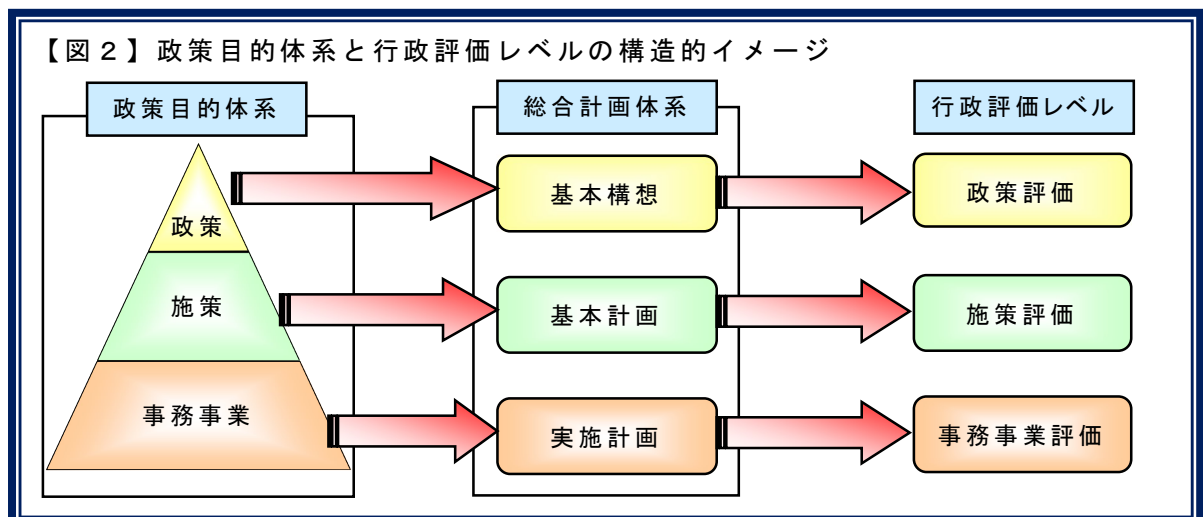 【図２】政策目的体系と行政評価レベルの構造的イメージ
政策目的体系
総合計画体系
行政評価レベル
政策
基本構想
政策評価
施策
基本計画
施策評価
事務事業
実施計画
事務事業評価